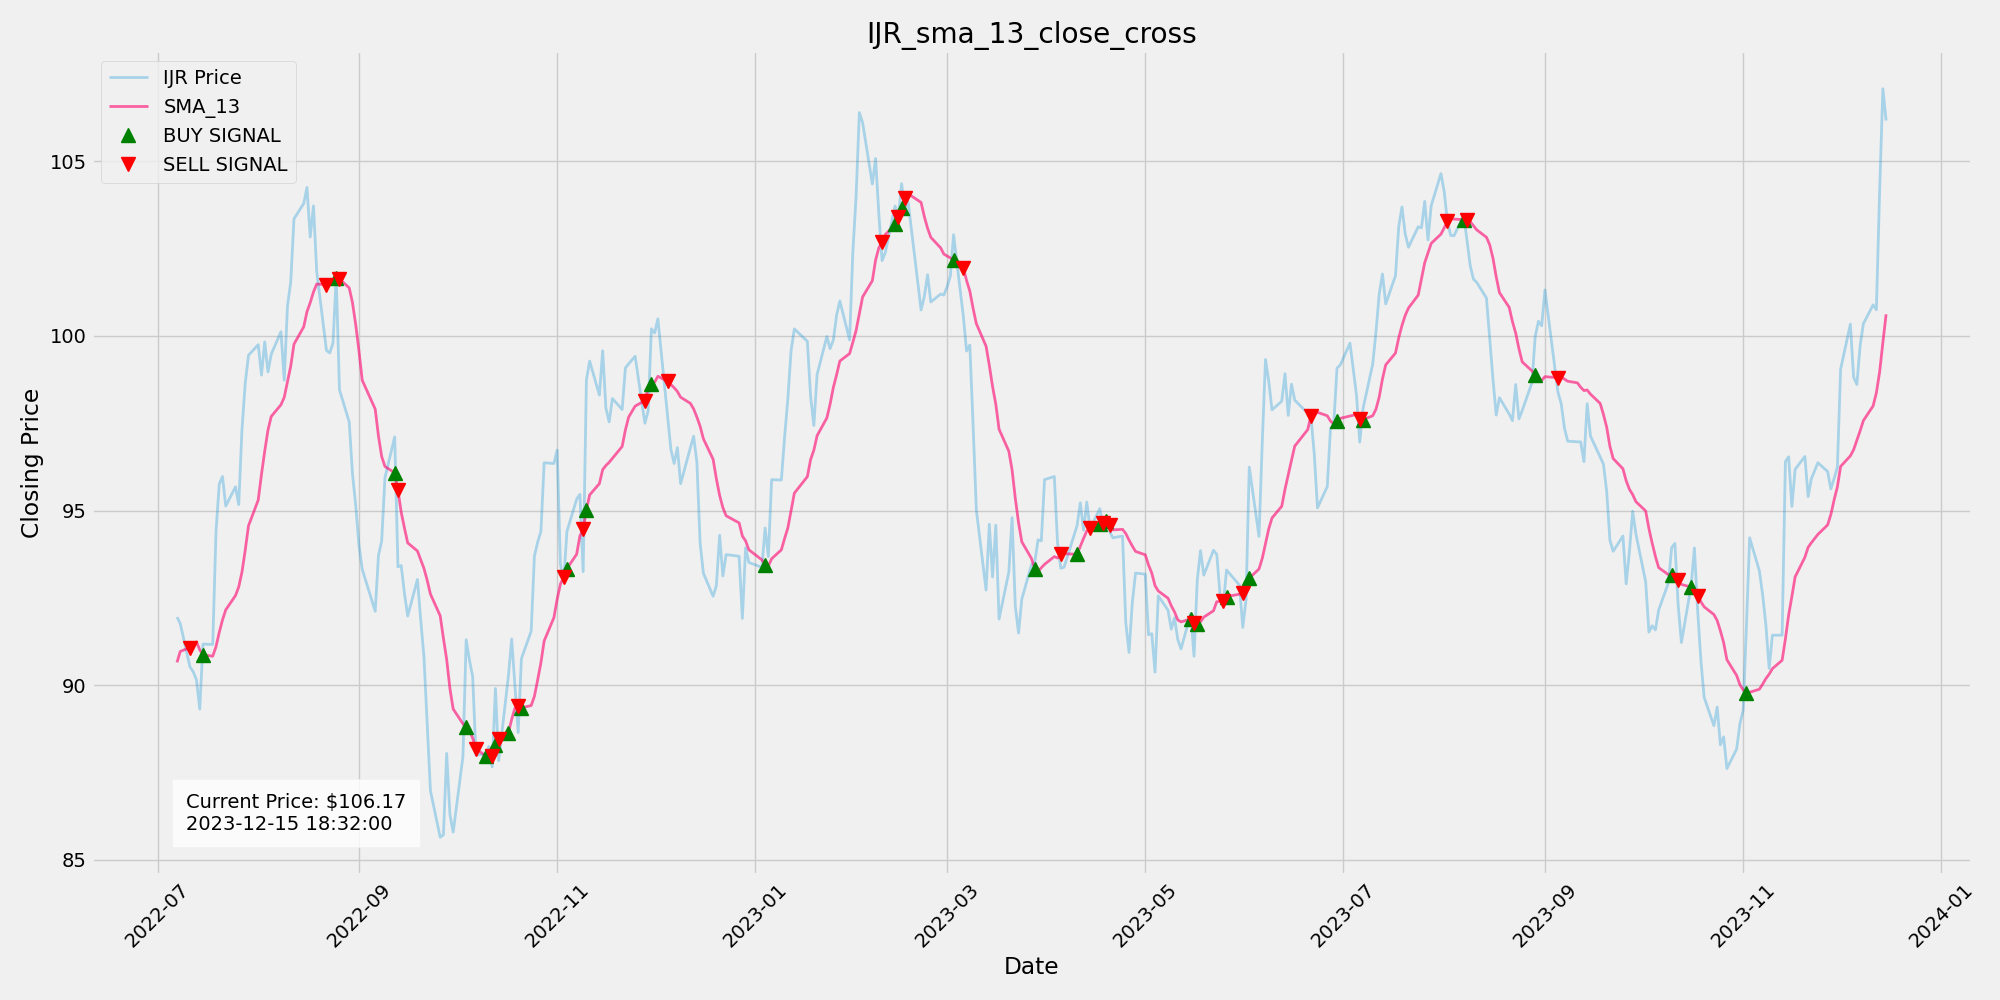 IJR_sma_13_close_cross
IJR Price
SMA_13
BUY SIGNAL
SELL SIGNAL
105
100
95
90
85
Closing Price
Current Price: $106.17
2023-12-15 18:32:00
2022-07
2022-09
2022-11
2023-01
2023-03
2023-05
2023-07
2023-09
2023-11
2024-01
Date